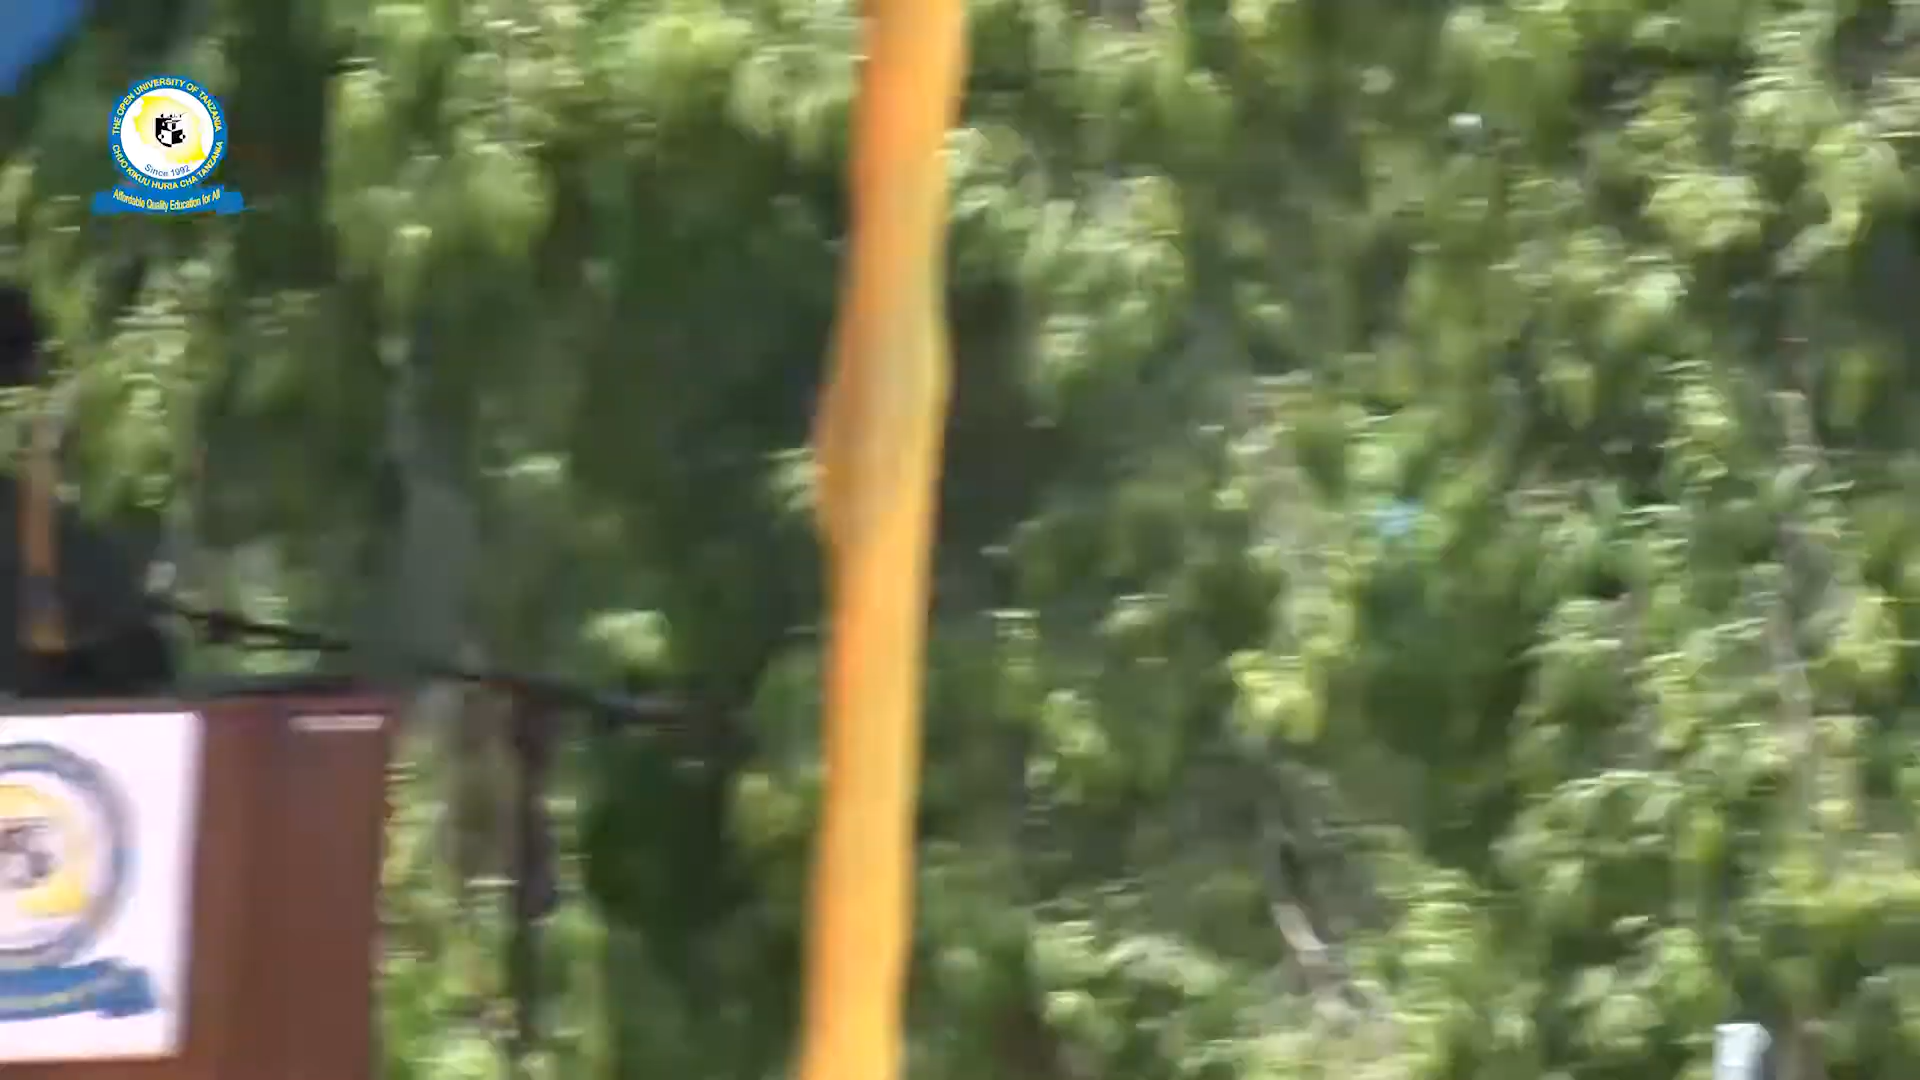 THE OPEN UNIVERSITY OF TANZANIA
Since 1992
CHUO KIKUU HURIA CHA TANZANIA
Affordable Quality Education for All